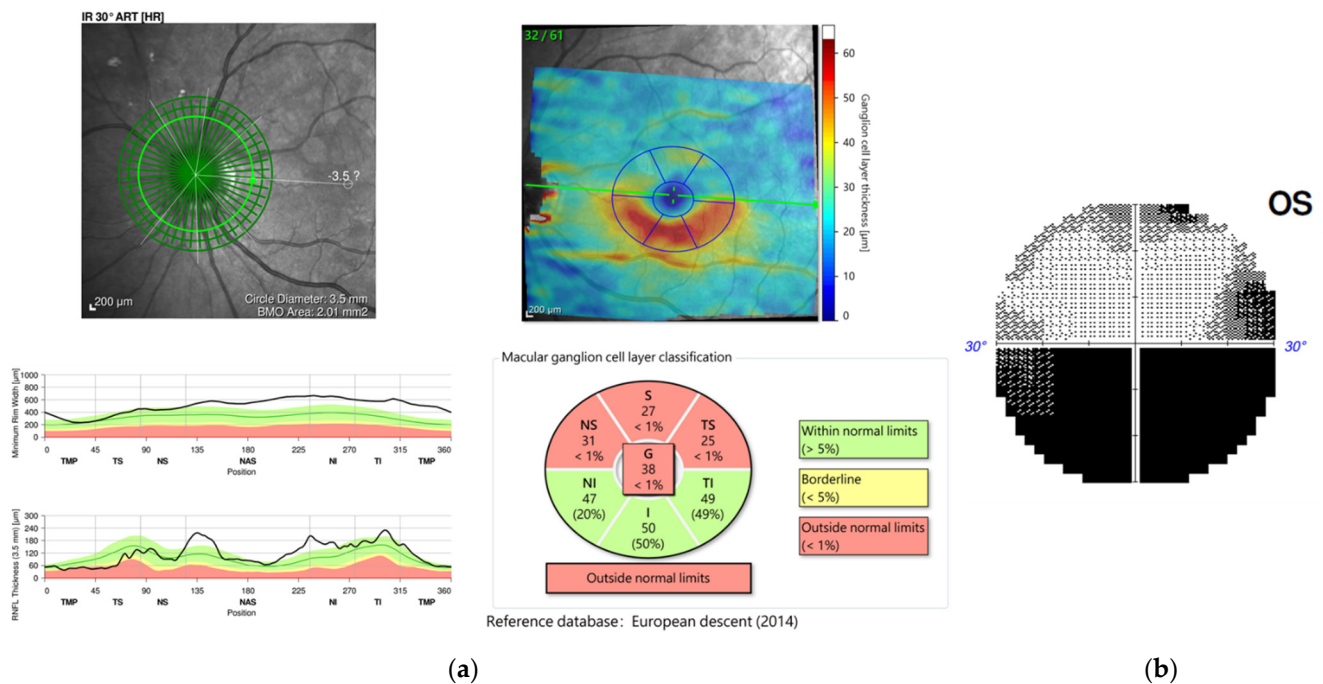 IR 30° ART [HR]
-3.5 ?
200 µm
Circle Diameter: 3.5 mm
BMO Area: 2.01 mm2
32 / 61
200 µm
60
50
40
30
20
10
0
Ganglion cell layer thickness [µm]
OS
30°
30°
Minimum Rim Width [µm]
1000
800
600
400
200
0
0 45 90 135 180 225 270 315 360
TMP TS NS NAS NI TI TMP
Position
RNFL Thickness (3.5 mm) [µm]
300
240
180
120
60
0
0 45 90 135 180 225 270 315 360
TMP TS NS NAS NI TI TMP
Position
Macular ganglion cell layer classification
S
27
< 1%
NS
31
< 1%
TS
25
< 1%
G
38
< 1%
NI
47
(20%)
TI
49
(49%)
I
50
(50%)
Outside normal limits
Within normal limits
(> 5%)
Borderline
(< 5%)
Outside normal limits
(< 1%)
Reference database: European descent (2014)
(a)
(b)